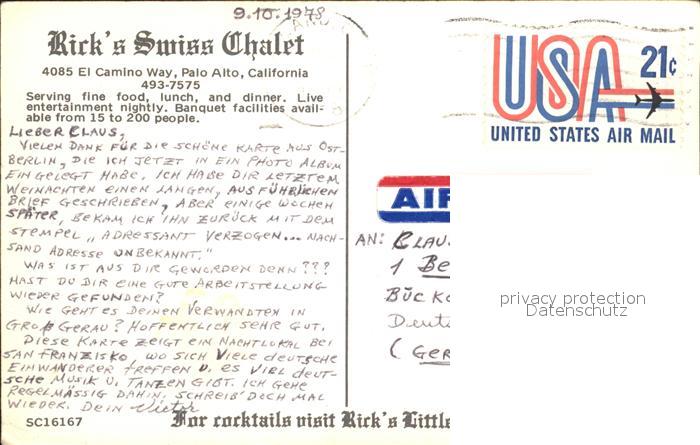 9.10.1978
Rick's Swiss Chalet
4085 El Camino Way, Palo Alto, California
493-7575
Serving fine food, lunch, and dinner. Live
entertainment nightly. Banquet facilities avail-
able from 15 to 200 people.
LIEBER CLAUS,
VIELEN DANK FÜR DIE SCHÖNE KARTE AUS OST-
BERLIN, DIE ICH JETZT IN EIN PHOTO ALBUM
EINGELEGT HABE. ICH HABE DIR LETZTEM
WEINACHTEN EINEN LANGEN, AUSFÜHRLICHEN
BRIEF GESCHRIEBEN, ABER EINIGE WOCHEN
SPÄTER, BEKAM ICH IHN ZURÜCK MIT DEM
STEMPEL „ADRESSANT VERZOGEN... NACH-
SAND ADRESSE UNBEKANNT."
WAS IST AUS DIR GEWORDEN DENN???
HAST DU DIR EINE GUTE ARBEITSTELLUNG
WIEDER GEFUNDEN?
WIE GEHT ES DEINEN VERWANDTEN IN
GROß GERAU? HOFFENTLICH SEHR GUT.
DIESE KARTE ZEIGT EIN NACHTLOKAL BEI
SAN FRANZISKO, WO SICH VIELE DEUTSCHE
EINWANDERER TREFFEN U. ES VIEL DEUT-
SCHE MUSIK U. TANZEN GIBT. ICH GEHE
REGELMÄSSIG DAHIN. SCHREIB' DOCH MAL
WIEDER. DEIN Victor
SC16167
For cocktails visit Rick's Little
USA 21¢
UNITED STATES AIR MAIL
AIR
AN: CLAU
1 Be
BÜCK
Deut
(GER
privacy protection
Datenschutz